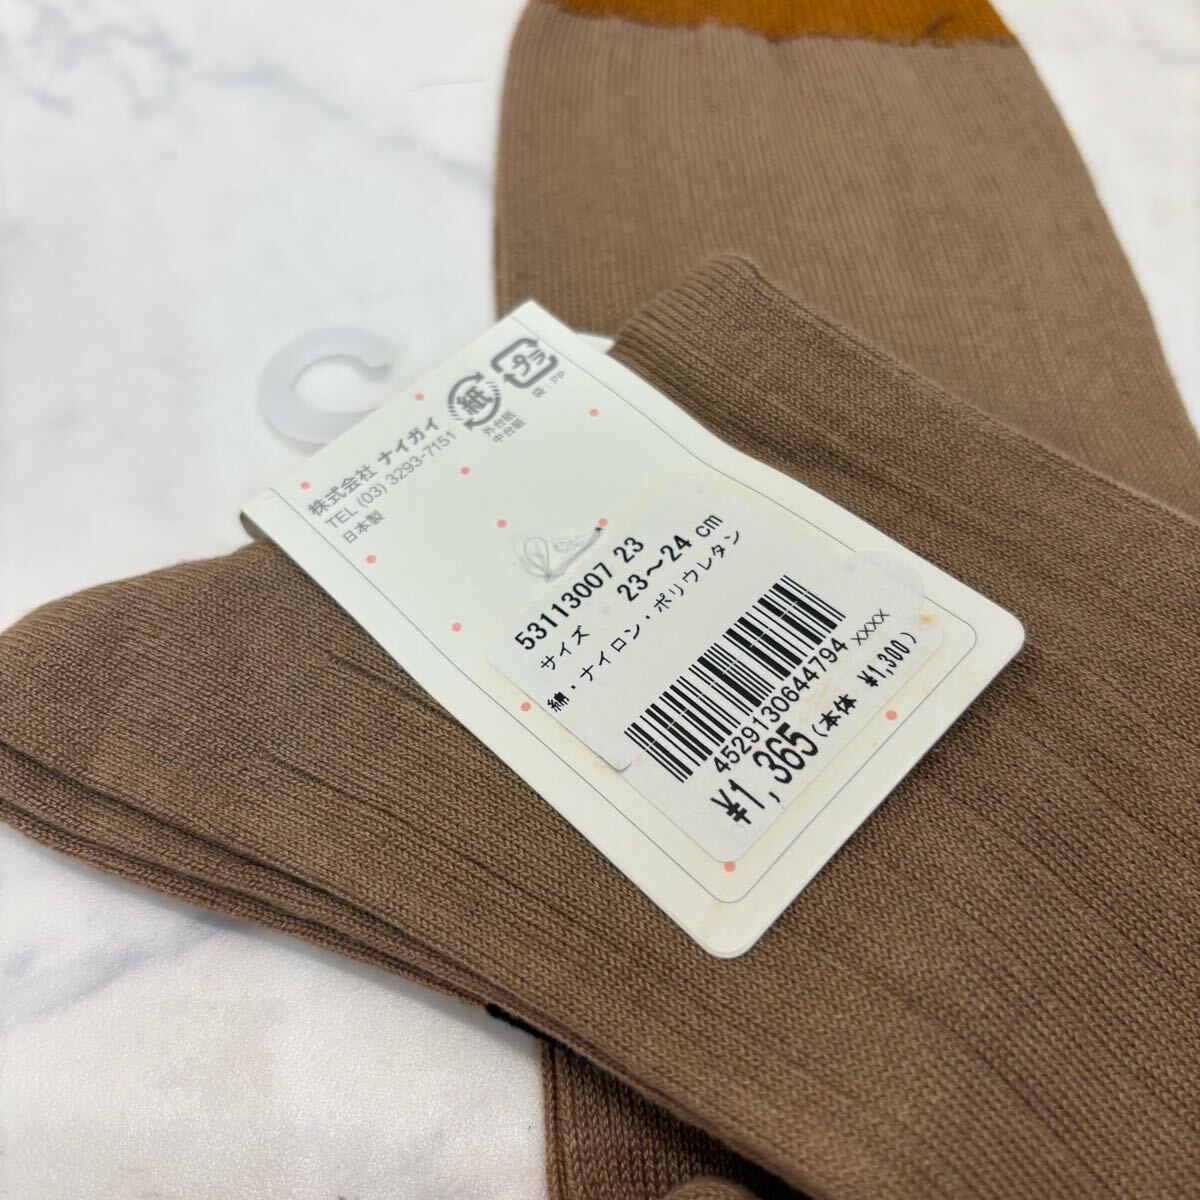 株式会社 ナイガイ
TEL (03) 3293-7151
日本製
紙
外台紙
中台紙
プラ
袋：PP
53113007 23
サイズ 23〜24 cm
綿・ナイロン・ポリウレタン
4529130644794 XXXX
¥1,365 (本体 ¥1,300)